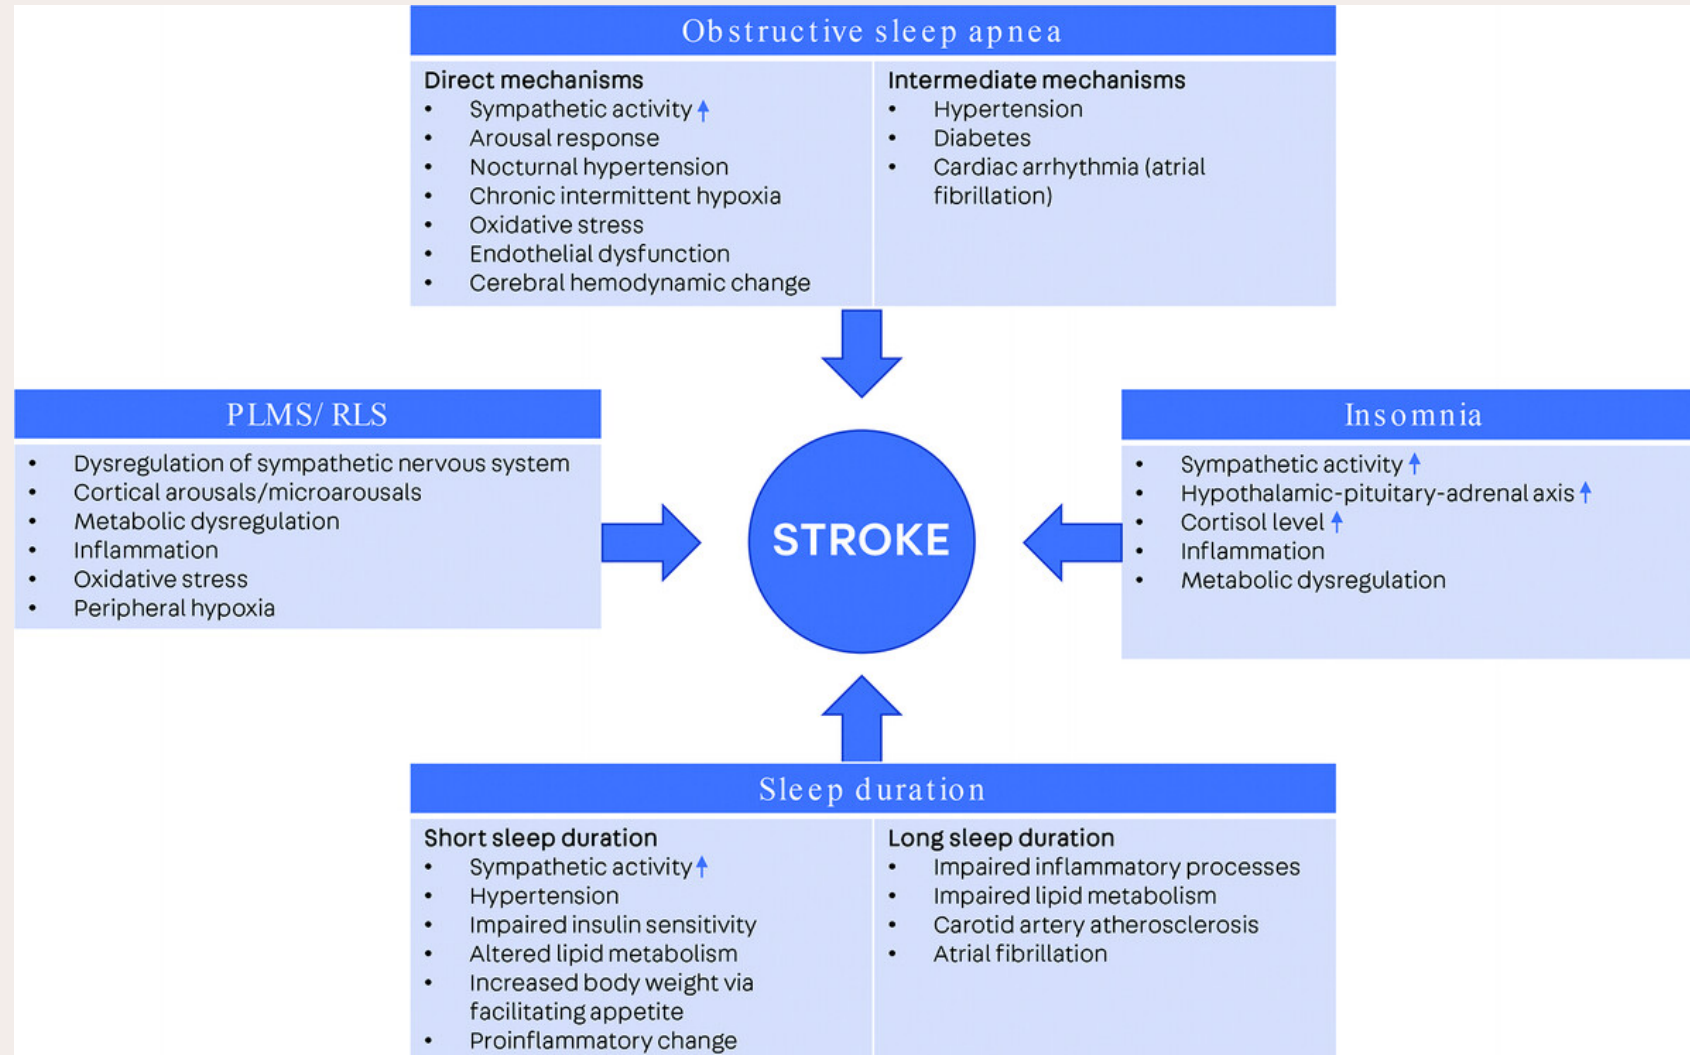 Obstructive sleep apnea
Direct mechanisms
• Sympathetic activity ↑
• Arousal response
• Nocturnal hypertension
• Chronic intermittent hypoxia
• Oxidative stress
• Endothelial dysfunction
• Cerebral hemodynamic change
Intermediate mechanisms
• Hypertension
• Diabetes
• Cardiac arrhythmia (atrial
fibrillation)
PLMS/ RLS
• Dysregulation of sympathetic nervous system
• Cortical arousals/microarousals
• Metabolic dysregulation
• Inflammation
• Oxidative stress
• Peripheral hypoxia
STROKE
Insomnia
• Sympathetic activity ↑
• Hypothalamic-pituitary-adrenal axis ↑
• Cortisol level ↑
• Inflammation
• Metabolic dysregulation
Sleep duration
Short sleep duration
• Sympathetic activity ↑
• Hypertension
• Impaired insulin sensitivity
• Altered lipid metabolism
• Increased body weight via
facilitating appetite
• Proinflammatory change
Long sleep duration
• Impaired inflammatory processes
• Impaired lipid metabolism
• Carotid artery atherosclerosis
• Atrial fibrillation